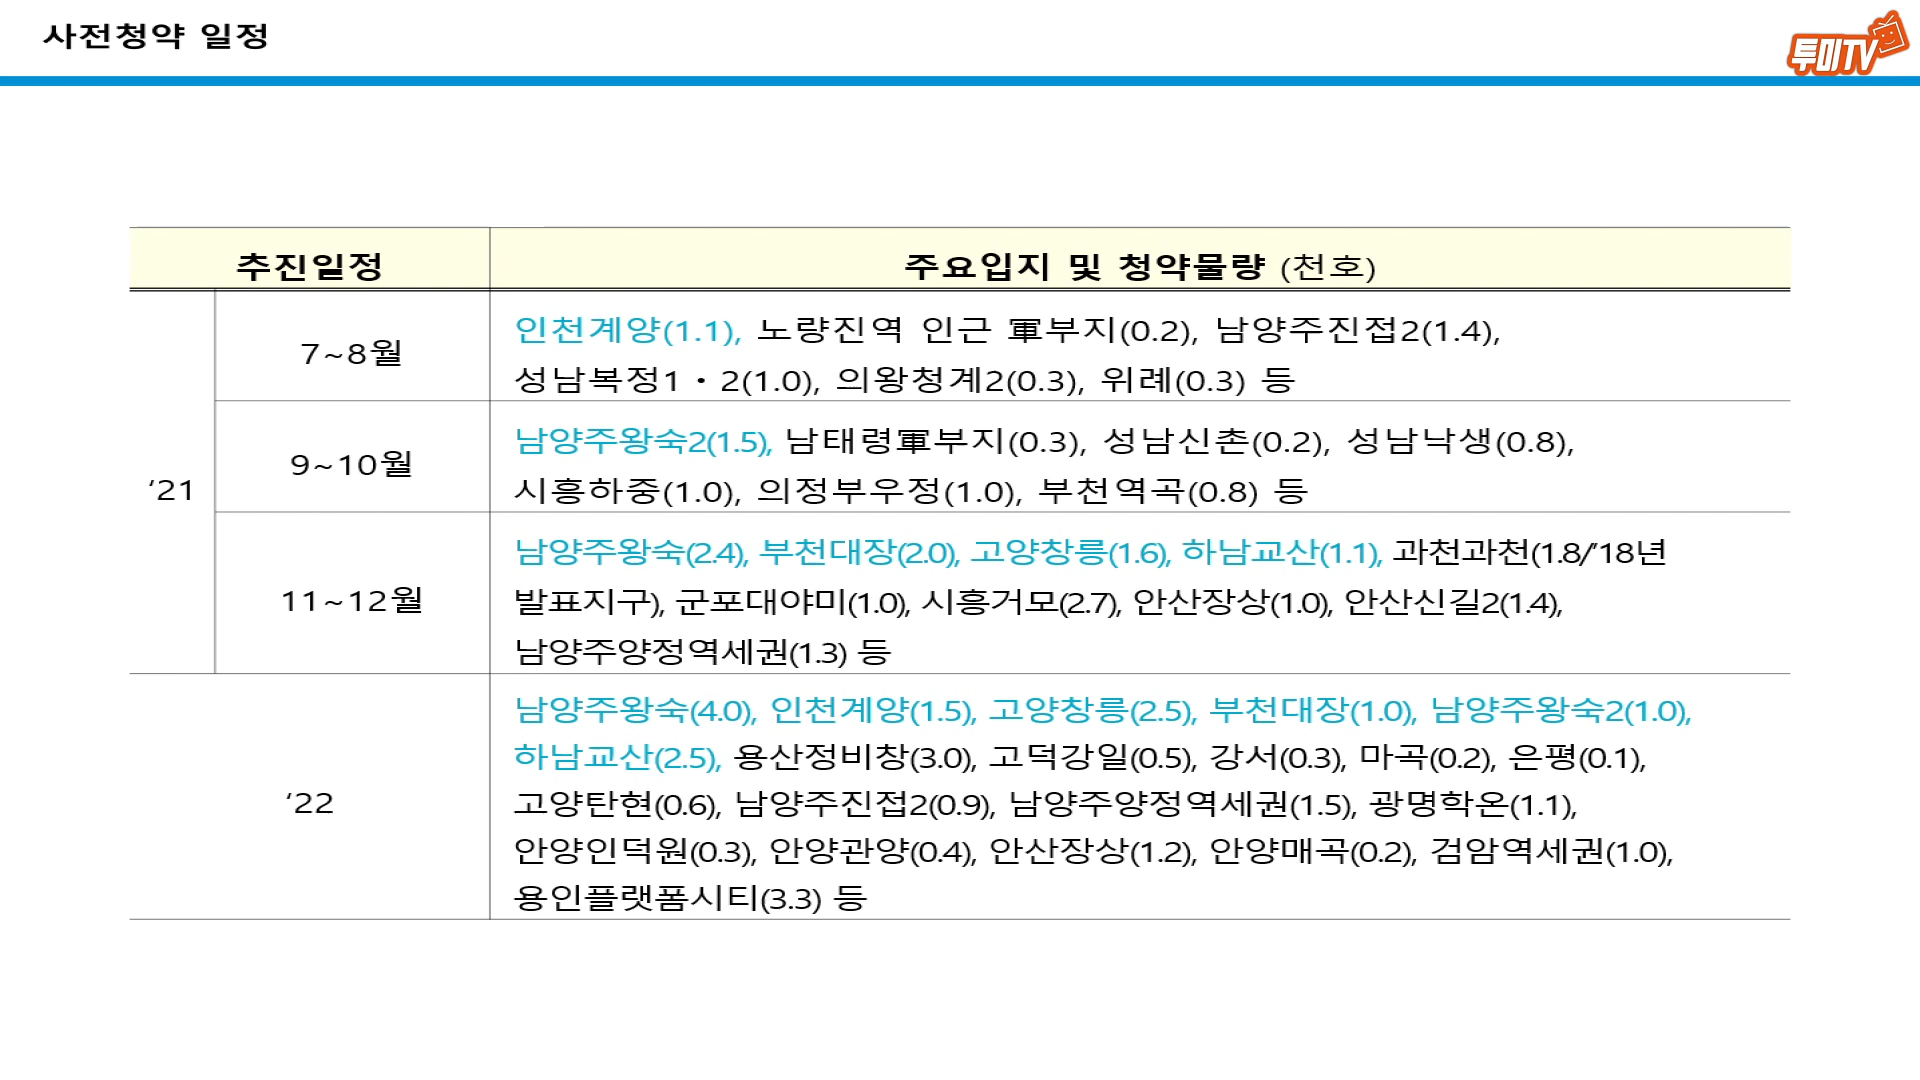 사전청약 일정
투미TV
추진일정
주요입지 및 청약물량 (천호)
‘21
7~8월
인천계양(1.1), 노량진역 인근 軍부지(0.2), 남양주진접2(1.4),
성남복정1・2(1.0), 의왕청계2(0.3), 위례(0.3) 등
9~10월
남양주왕숙2(1.5), 남태령軍부지(0.3), 성남신촌(0.2), 성남낙생(0.8),
시흥하중(1.0), 의정부우정(1.0), 부천역곡(0.8) 등
11~12월
남양주왕숙(2.4), 부천대장(2.0), 고양창릉(1.6), 하남교산(1.1), 과천과천(1.8/’18년
발표지구), 군포대야미(1.0), 시흥거모(2.7), 안산장상(1.0), 안산신길2(1.4),
남양주양정역세권(1.3) 등
‘22
남양주왕숙(4.0), 인천계양(1.5), 고양창릉(2.5), 부천대장(1.0), 남양주왕숙2(1.0),
하남교산(2.5), 용산정비창(3.0), 고덕강일(0.5), 강서(0.3), 마곡(0.2), 은평(0.1),
고양탄현(0.6), 남양주진접2(0.9), 남양주양정역세권(1.5), 광명학온(1.1),
안양인덕원(0.3), 안양관양(0.4), 안산장상(1.2), 안양매곡(0.2), 검암역세권(1.0),
용인플랫폼시티(3.3) 등